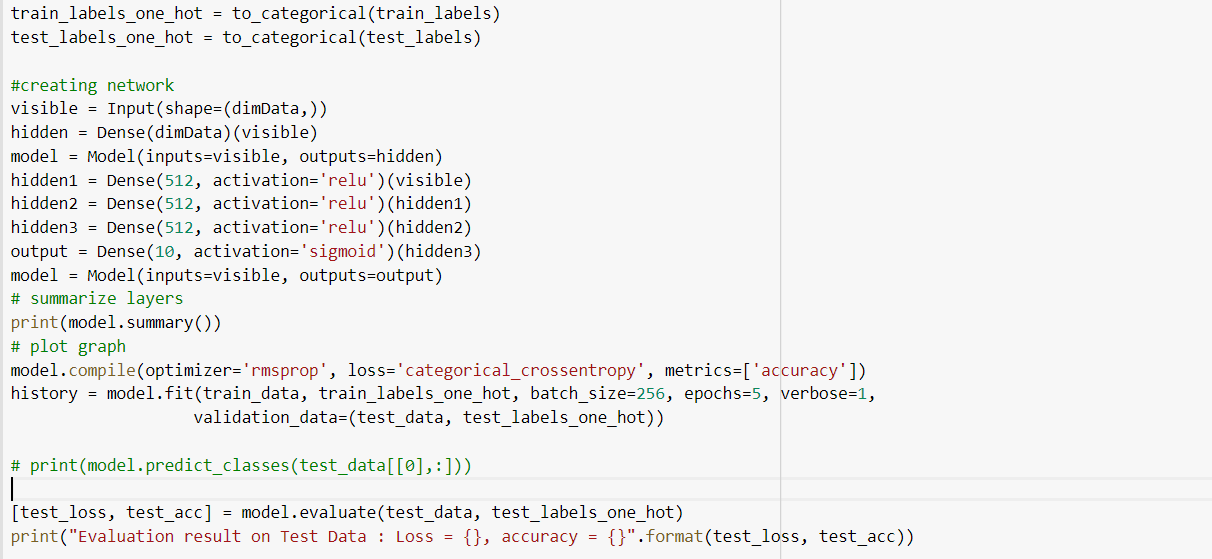 train_labels_one_hot = to_categorical(train_labels)
test_labels_one_hot = to_categorical(test_labels)
#creating network
visible = Input(shape=(dimData,))
hidden = Dense(dimData)(visible)
model = Model(inputs=visible, outputs=hidden)
hidden1 = Dense(512, activation='relu')(visible)
hidden2 = Dense(512, activation='relu')(hidden1)
hidden3 = Dense(512, activation='relu')(hidden2)
output = Dense(10, activation='sigmoid')(hidden3)
model = Model(inputs=visible, outputs=output)
# summarize layers
print(model.summary())
# plot graph
model.compile(optimizer='rmsprop', loss='categorical_crossentropy', metrics=['accuracy'])
history = model.fit(train_data, train_labels_one_hot, batch_size=256, epochs=5, verbose=1,
                   validation_data=(test_data, test_labels_one_hot))
# print(model.predict_classes(test_data[[0],:]))
[test_loss, test_acc] = model.evaluate(test_data, test_labels_one_hot)
print("Evaluation result on Test Data : Loss = {}, accuracy = {}".format(test_loss, test_acc))